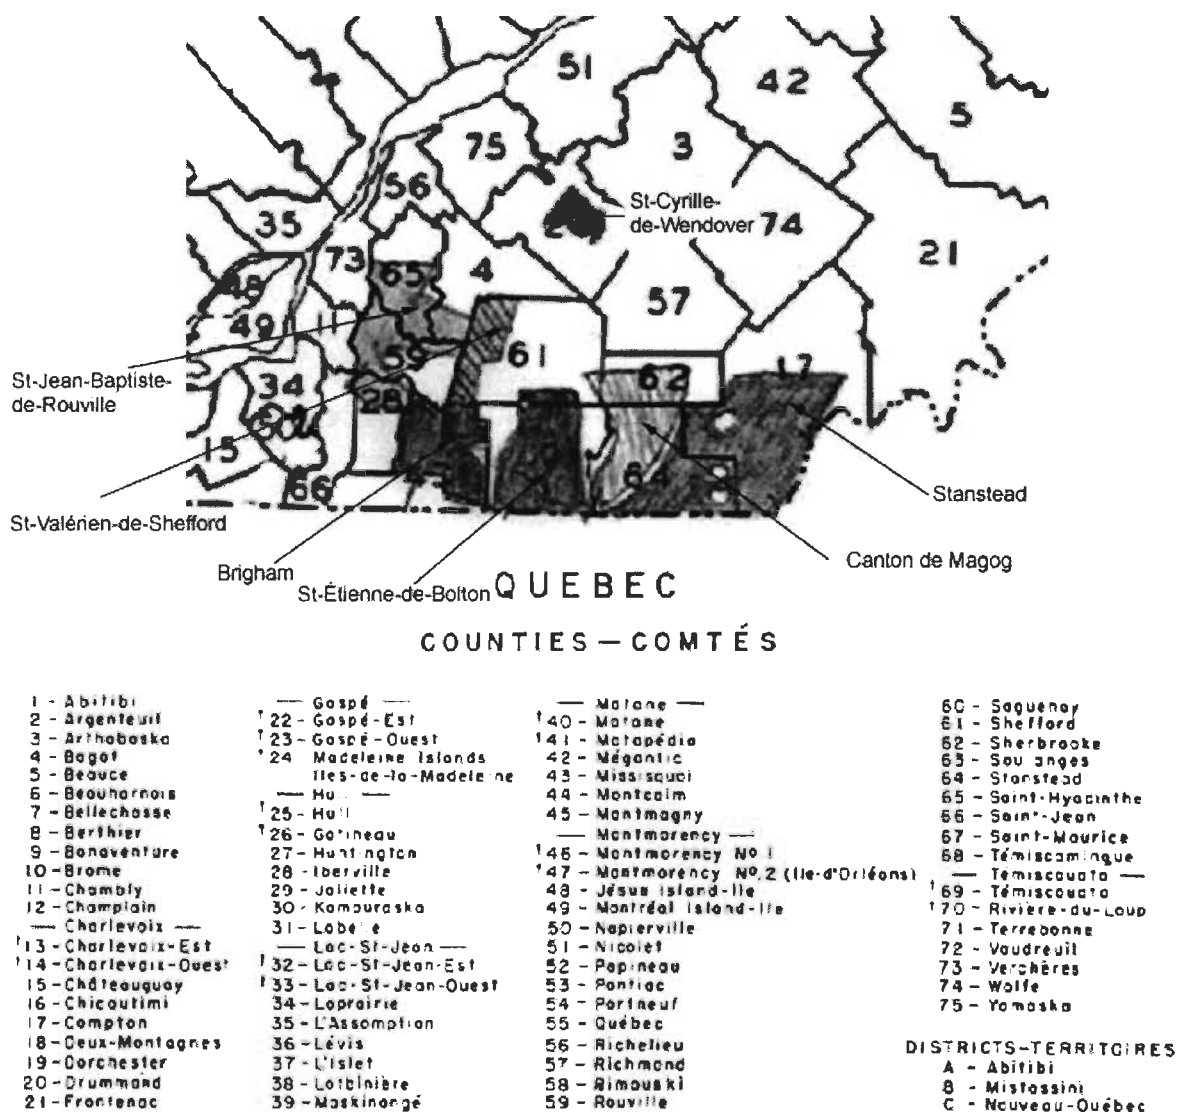 51
42
5
75
3
56
St-Cyrille-
de-Wendover
35
74
73
21
65
4
48
57
49
11
59
61
62
17
St-Jean-Baptiste-
de-Rouville
34
28
15
66
64
Stanstead
St-Valérien-de-Shefford
Canton de Magog
Brigham
St-Étienne-de-Bolton
QUEBEC
COUNTIES — COMTÉS
1 - Abitibi
2 - Argenteuil
3 - Arthabaska
4 - Bagot
5 - Beauce
6 - Beauharnois
7 - Bellechasse
8 - Berthier
9 - Bonaventure
10 - Brome
11 - Chambly
12 - Champlain
— Charlevoix —
†13 - Charlevoix-Est
†14 - Charlevoix-Ouest
15 - Châteauguay
16 - Chicoutimi
17 - Compton
18 - Deux-Montagnes
19 - Dorchester
20 - Drummond
21 - Frontenac
— Gaspé —
†22 - Gaspé-Est
†23 - Gaspé-Ouest
†24 Madeleine Islands
Iles-de-la-Madeleine
— Hull —
†25 - Hull
†26 - Gatineau
27 - Huntington
28 - Iberville
29 - Joliette
30 - Kamouraska
31 - Labelle
— Lac-St-Jean —
†32 - Lac-St-Jean-Est
†33 - Lac-St-Jean-Ouest
34 - Laprairie
35 - L'Assomption
36 - Lévis
37 - L'Islet
38 - Lotbinière
39 - Maskinongé
— Matane —
†40 - Matane
†41 - Matapédia
42 - Mégantic
43 - Missisquoi
44 - Montcalm
45 - Montmagny
— Montmorency —
†46 - Montmorency Nº.1
†47 - Montmorency Nº.2 (Ile-d'Orléans)
48 - Jésus Island-Ile
49 - Montréal Island-Ile
50 - Napierville
51 - Nicolet
52 - Papineau
53 - Pontiac
54 - Portneuf
55 - Québec
56 - Richelieu
57 - Richmond
58 - Rimouski
59 - Rouville
60 - Saguenay
61 - Shefford
62 - Sherbrooke
63 - Soulanges
64 - Stanstead
65 - Saint-Hyacinthe
66 - Saint-Jean
67 - Saint-Maurice
68 - Témiscamingue
— Témiscouata —
†69 - Témiscouata
†70 - Rivière-du-Loup
71 - Terrebonne
72 - Vaudreuil
73 - Verchères
74 - Wolfe
75 - Yamaska
DISTRICTS-TERRITOIRES
A - Abitibi
B - Mistassini
C - Nouveau-Québec